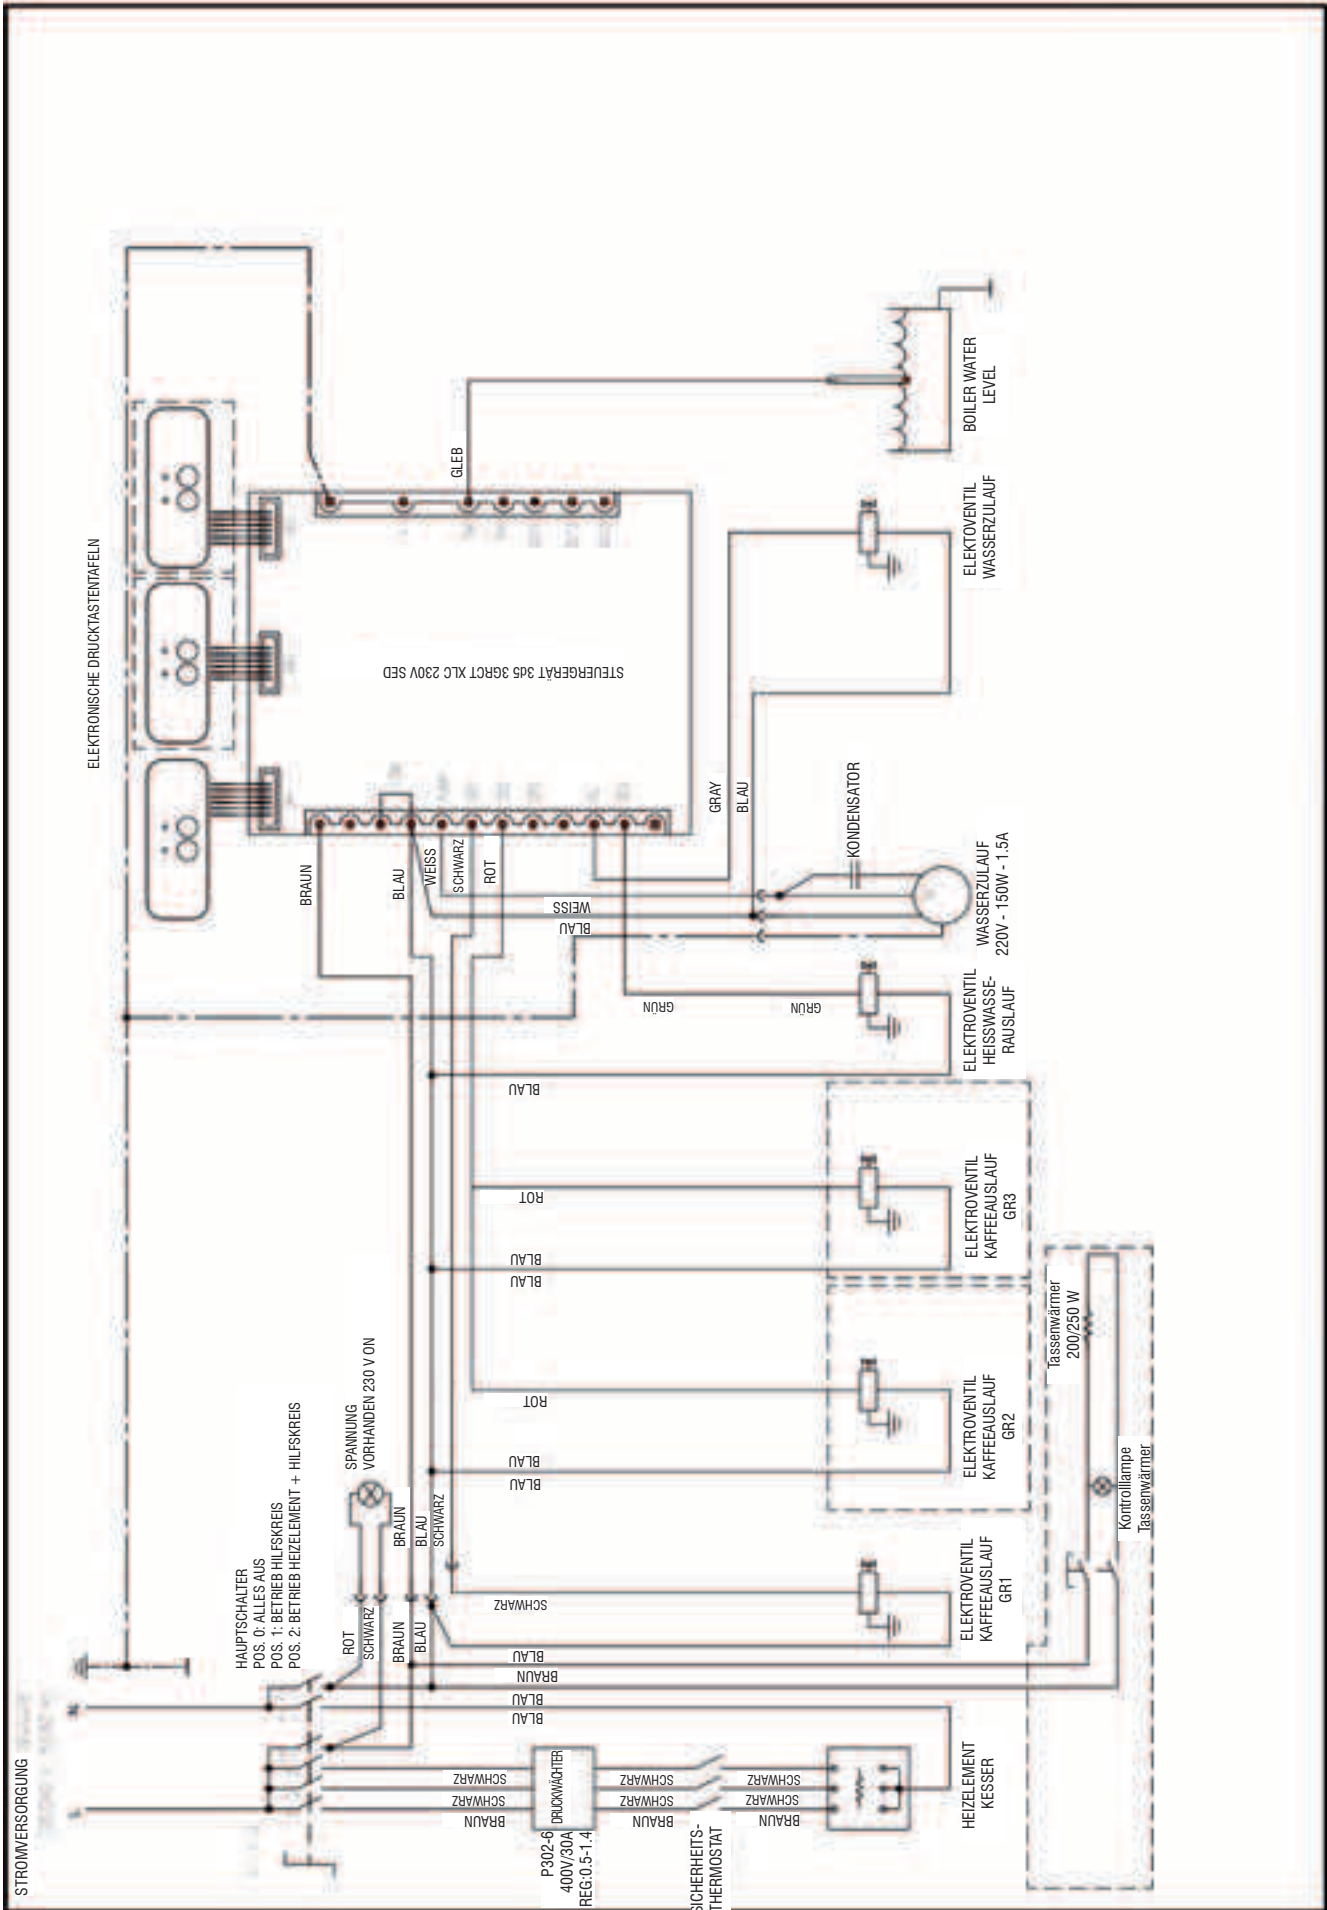 STROMVERSORGUNG
HAUPTSCHALTER
POS. 0: ALLES AUS
POS. 1: BETRIEB HILFSKREIS
POS. 2: BETRIEB HEIZELEMENT + HILFSKREIS
SPANNUNG
VORHANDEN 230 V ON
ELEKTRONISCHE DRUCKTASTENTAFELN
STEUERGERÄT 3d5 3GRCT XLC 230V SED
BRAUN
BLAU
WEISS
SCHWARZ
ROT
GLEB
GRAY
BLAU
WEISS
BLAU
GRÜN
GRÜN
KONDENSATOR
ROT
SCHWARZ
BRAUN
BLAU
BRAUN
BLAU
SCHWARZ
BLAU
ROT
BLAU
BLAU
ROT
BLAU
BLAU
SCHWARZ
BLAU
BRAUN
BLAU
BLAU
SCHWARZ
SCHWARZ
BRAUN
P302-6
400V/30A
REG:0.5-1.4
DRUCKWÄCHTER
SCHWARZ
SCHWARZ
BRAUN
SICHERHEITS-
THERMOSTAT
SCHWARZ
SCHWARZ
BRAUN
HEIZELEMENT
KESSER
ELEKTROVENTIL
KAFFEEAUSLAUF
GR1
ELEKTROVENTIL
KAFFEEAUSLAUF
GR2
ELEKTROVENTIL
KAFFEEAUSLAUF
GR3
ELEKTROVENTIL
HEISSWASSE-
RAUSLAUF
WASSERZULAUF
220V - 150W - 1.5A
ELEKTOVENTIL
WASSERZULAUF
BOILER WATER
LEVEL
Tassenwärmer
200/250 W
Kontrolllampe
Tassenwärmer